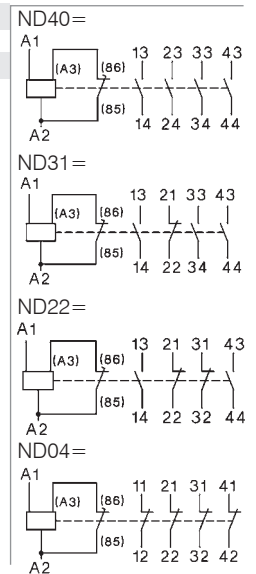 ND40=
A1 13 23 33 43
(A3) (86)
(85)
A2 14 24 34 44
ND31=
A1 13 21 33 43
(A3) (86)
(85)
A2 14 22 34 44
ND22=
A1 13 21 31 43
(A3) (86)
(85)
A2 14 22 32 44
ND04=
A1 11 21 31 41
(A3) (86)
(85)
A2 12 22 32 42